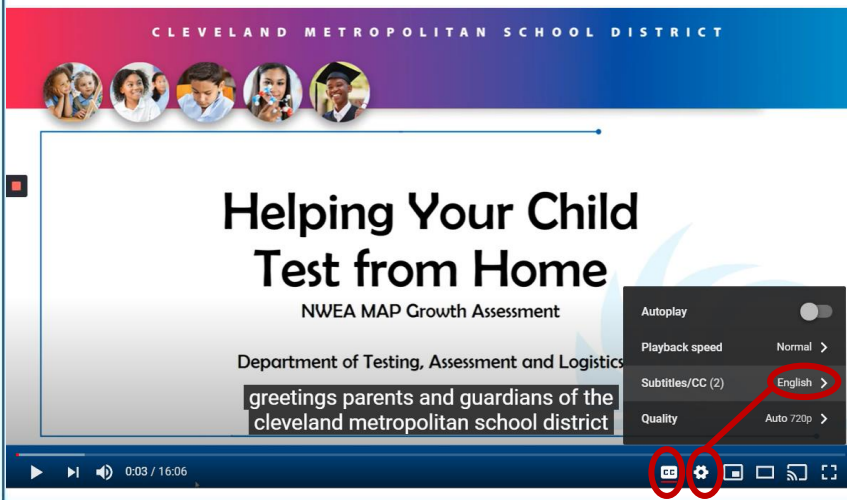 CLEVELAND METROPOLITAN SCHOOL DISTRICT
Helping Your Child
Test from Home
NWEA MAP Growth Assessment
Department of Testing, Assessment and Logistics
greetings parents and guardians of the
cleveland metropolitan school district
Autoplay
Playback speed Normal
Subtitles/CC (2) English
Quality Auto 720p
0:03 / 16:06
CC